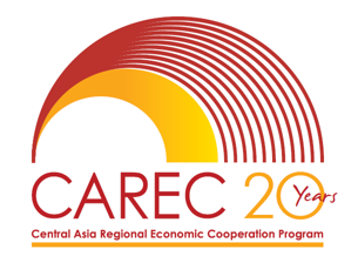 CAREC 20 Years
Central Asia Regional Economic Cooperation Program